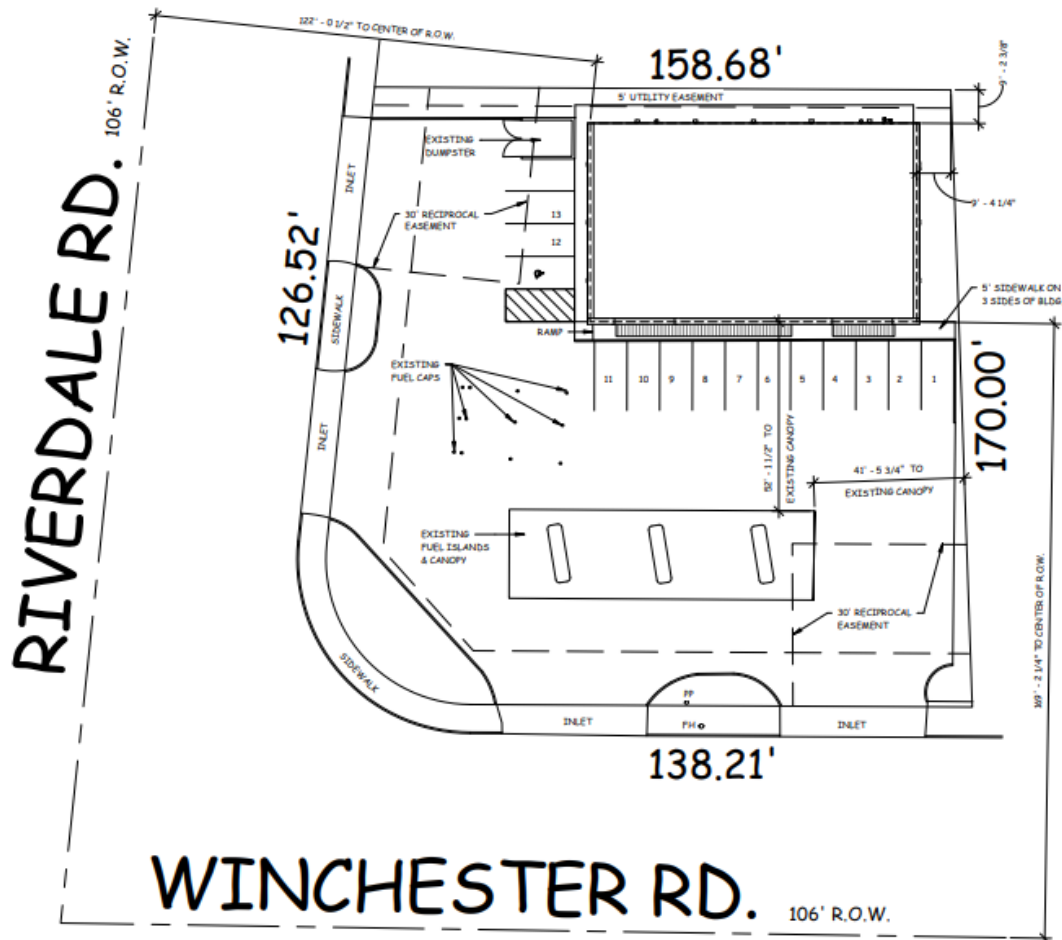 122' - 0 1/2" TO CENTER OF R.O.W.
158.68'
9' - 2 3/8"
106' R.O.W.
5' UTILITY EASEMENT
EXISTING
DUMPSTER
INLET
9' - 4 1/4"
30' RECIPROCAL
EASEMENT
13
12
RIVERDALE RD.
126.52'
SIDEWALK
5' SIDEWALK ON
3 SIDES OF BLDG
RAMP
EXISTING
FUEL CAPS
11 10 9 8 7 6 5 4 3 2 1
170.00'
INLET
52' - 1 1/2" TO
EXISTING CANOPY
41' - 5 3/4" TO
EXISTING CANOPY
EXISTING
FUEL ISLANDS
& CANOPY
30' RECIPROCAL
EASEMENT
169' - 2 1/4" TO CENTER OF R.O.W.
SIDEWALK
PP
INLET
FH
INLET
138.21'
WINCHESTER RD.
106' R.O.W.